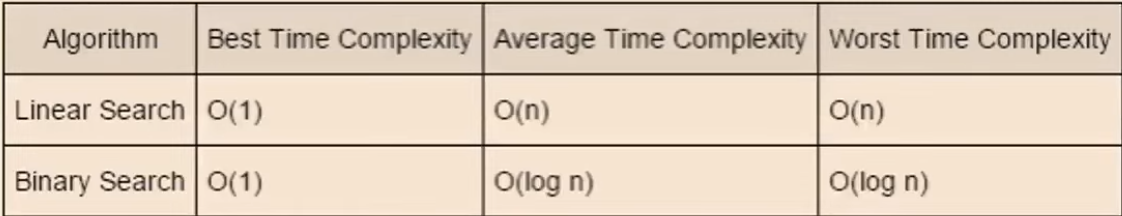 Algorithm Best Time Complexity Average Time Complexity Worst Time Complexity
Linear Search O(1) O(n) O(n)
Binary Search O(1) O(log n) O(log n)